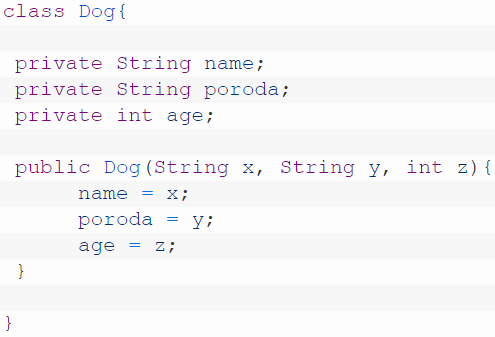 class Dog{
private String name;
private String poroda;
private int age;
public Dog(String x, String y, int z){
name = x;
poroda = y;
age = z;
}
}